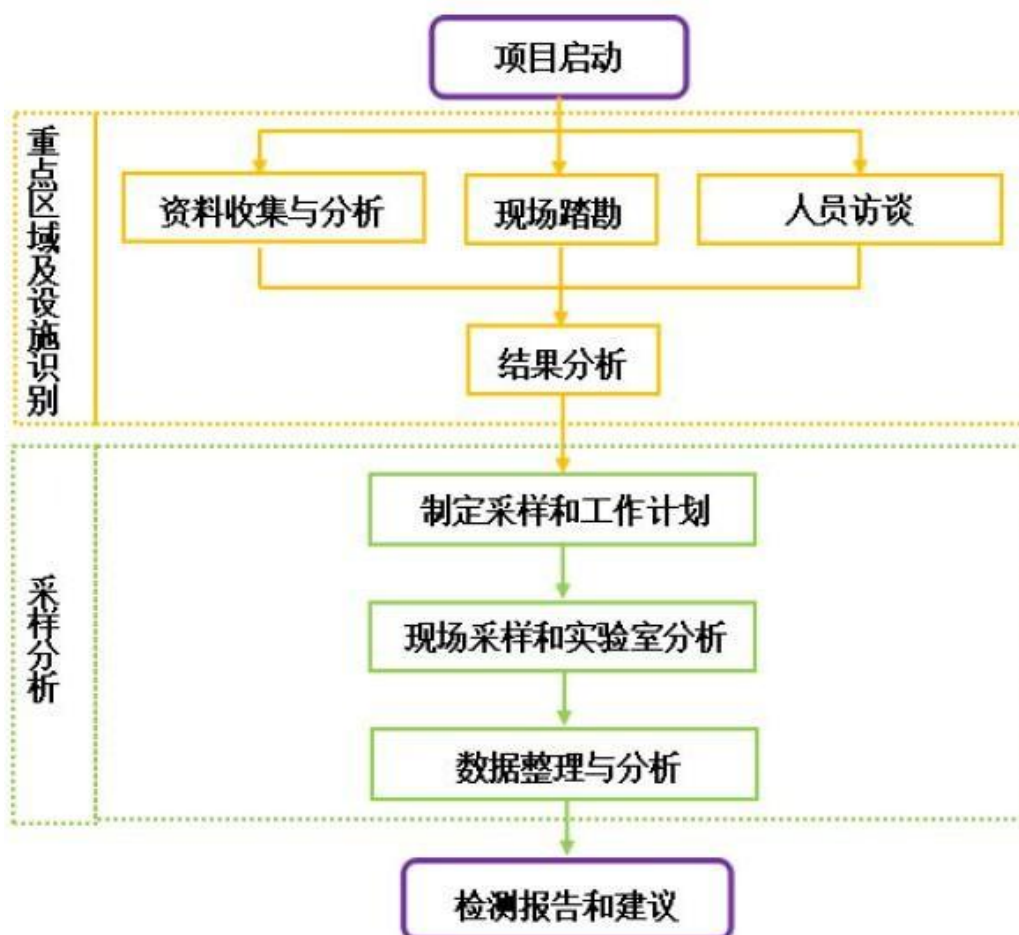 项目启动
重点区域及设施识别
资料收集与分析
现场踏勘
人员访谈
结果分析
采样分析
制定采样和工作计划
现场采样和实验室分析
数据整理与分析
检测报告和建议